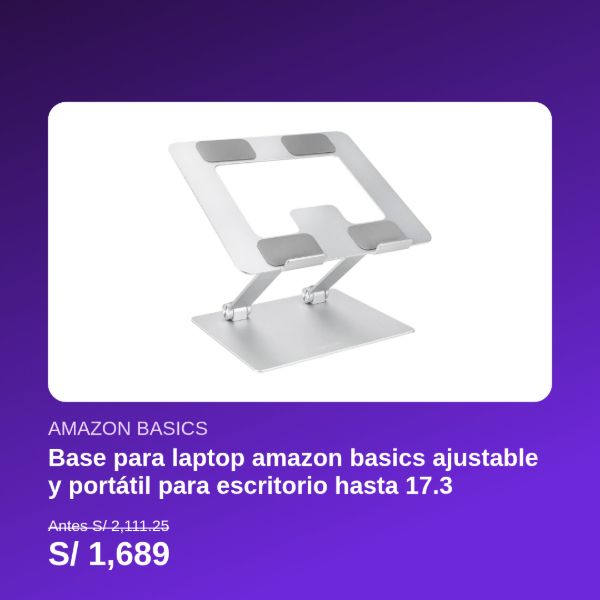 AMAZON BASICS
Base para laptop amazon basics ajustable
y portátil para escritorio hasta 17.3
Antes S/ 2,111.25
S/ 1,689